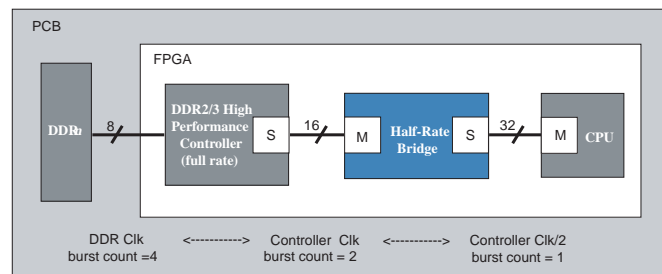 PCB
FPGA
DDRn
8
DDR2/3 High
Performance
Controller
(full rate)
S
16
M
Half-Rate
Bridge
S
32
M
CPU
DDR Clk <-----------> Controller Clk <-----------> Controller Clk/2
burst count =4 burst count = 2 burst count = 1